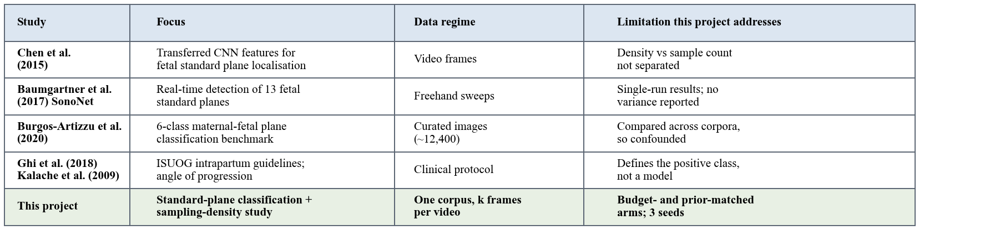 Study Focus Data regime Limitation this project addresses
Chen et al.
(2015)
Transferred CNN features for
fetal standard plane localisation
Video frames
Density vs sample count
not separated
Baumgartner et al.
(2017) SonoNet
Real-time detection of 13 fetal
standard planes
Freehand sweeps
Single-run results; no
variance reported
Burgos-Artizzu et al.
(2020)
6-class maternal-fetal plane
classification benchmark
Curated images
(~12,400)
Compared across corpora,
so confounded
Ghi et al. (2018)
Kalache et al. (2009)
ISUOG intrapartum guidelines;
angle of progression
Clinical protocol
Defines the positive class,
not a model
This project
Standard-plane classification +
sampling-density study
One corpus, k frames
per video
Budget- and prior-matched
arms; 3 seeds